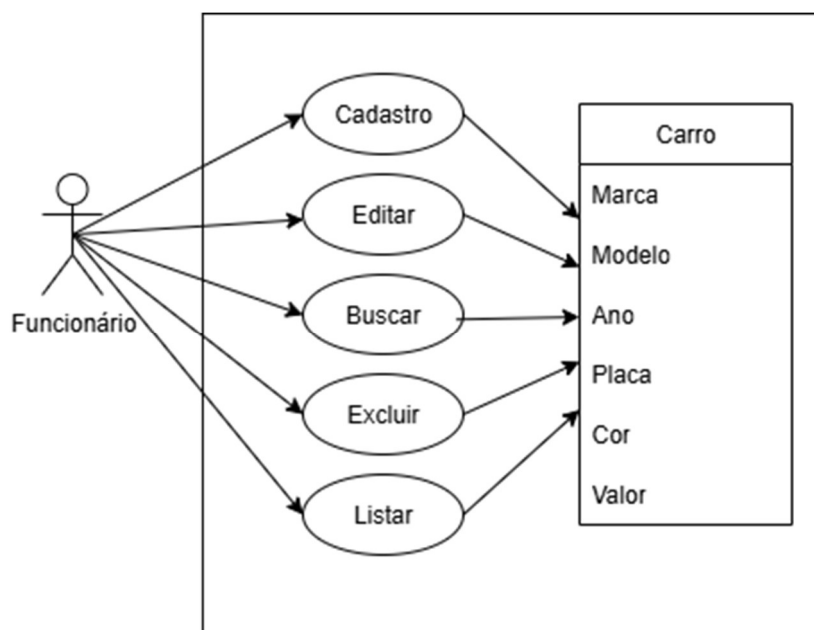 Funcionário
Cadastro
Editar
Buscar
Excluir
Listar
Carro
Marca
Modelo
Ano
Placa
Cor
Valor